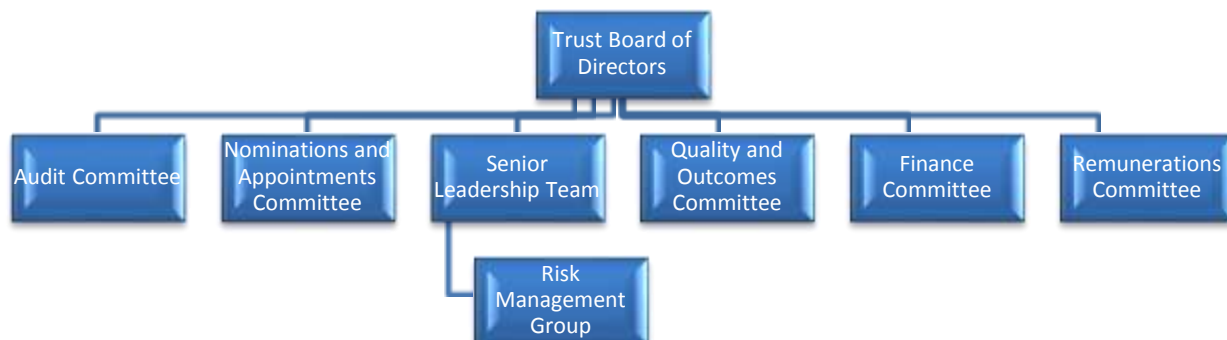 Trust Board of
Directors
Audit Committee
Nominations and
Appointments
Committee
Senior
Leadership Team
Quality and
Outcomes
Committee
Finance
Committee
Remunerations
Committee
Risk
Management
Group